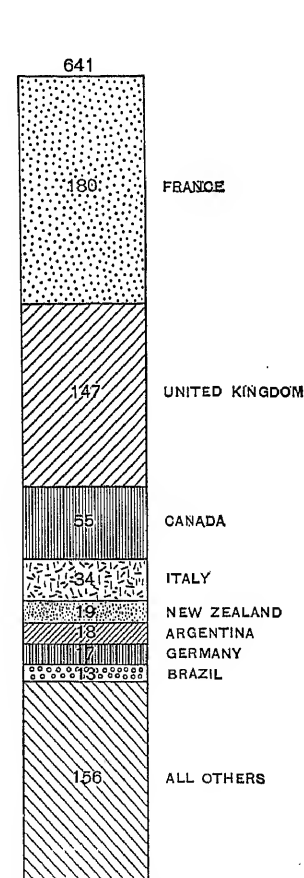 641
180 FRANCE
147 UNITED KINGDOM
55 CANADA
34 ITALY
19 NEW ZEALAND
18 ARGENTINA
17 GERMANY
13 BRAZIL
156 ALL OTHERS